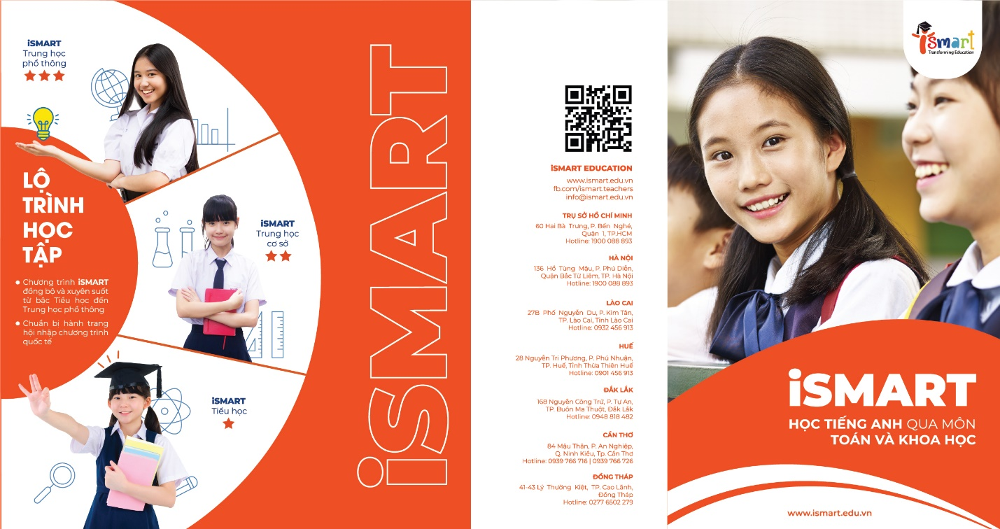 iSMART
Trung học
phổ thông
LỘ
TRÌNH
HỌC
TẬP
Chương trình iSMART
đồng bộ và xuyên suốt
từ bậc Tiểu học đến
Trung học phổ thông
Chuẩn bị hành trang
hội nhập chương trình
quốc tế
iSMART
Trung học
cơ sở
iSMART
Tiểu học
iSMART
iSMART EDUCATION
www.ismart.edu.vn
fb.com/ismart.teachers
info@ismart.edu.vn
TRỤ SỞ HỒ CHÍ MINH
60 Hai Bà Trưng, P. Bến Nghé,
Quận 1, TP.HCM
Hotline: 1900 088 893
HÀ NỘI
136 Hồ Tùng Mậu, P. Phú Diễn,
Quận Bắc Từ Liêm, TP. Hà Nội
Hotline: 1900 088 893
LÀO CAI
27B Phố Nguyễn Du, P. Kim Tân,
TP. Lào Cai, Tỉnh Lào Cai
Hotline: 0932 456 913
HUẾ
28 Nguyễn Tri Phương, P. Phú Nhuận,
TP. Huế, Tỉnh Thừa Thiên Huế
Hotline: 0901 456 913
ĐẮK LẮK
168 Nguyễn Công Trứ, P. Tự An,
TP. Buôn Ma Thuột, Đắk Lắk
Hotline: 0948 818 482
CẦN THƠ
84 Mậu Thân, P. An Nghiệp,
Q. Ninh Kiều, Tp. Cần Thơ
Hotline: 0939 766 716 | 0939 766 726
ĐỒNG THÁP
41-43 Lý Thường Kiệt, TP. Cao Lãnh,
Đồng Tháp
Hotline: 0277 6502 279
ismart
Transforming Education
iSMART
HỌC TIẾNG ANH QUA MÔN
TOÁN VÀ KHOA HỌC
www.ismart.edu.vn